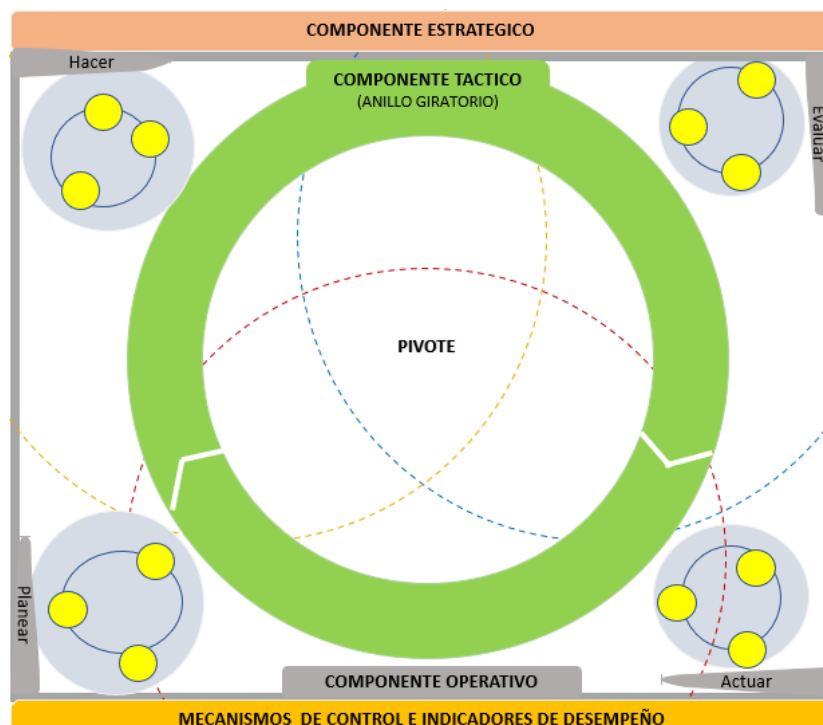 COMPONENTE ESTRATEGICO
Hacer
COMPONENTE TACTICO
(ANILLO GIRATORIO)
Evaluar
PIVOTE
Planear
COMPONENTE OPERATIVO
Actuar
MECANISMOS DE CONTROL E INDICADORES DE DESEMPEÑO